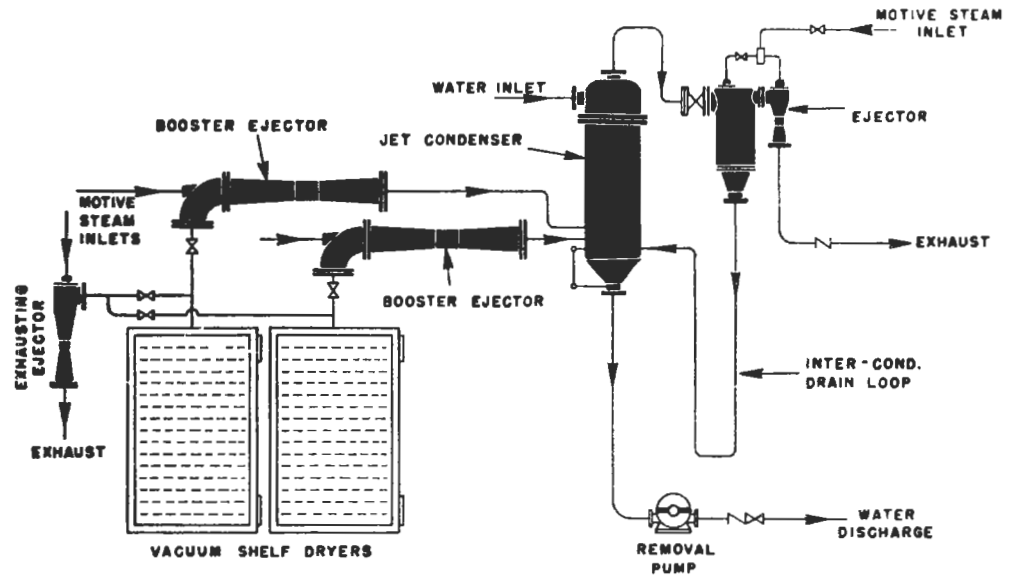 MOTIVE STEAM
INLET
WATER INLET
BOOSTER EJECTOR
JET CONDENSER
EJECTOR
MOTIVE
STEAM
INLETS
EXHAUST
BOOSTER EJECTOR
EXHAUSTING
EJECTOR
INTER-COND.
DRAIN LOOP
EXHAUST
WATER
DISCHARGE
VACUUM SHELF DRYERS
REMOVAL
PUMP